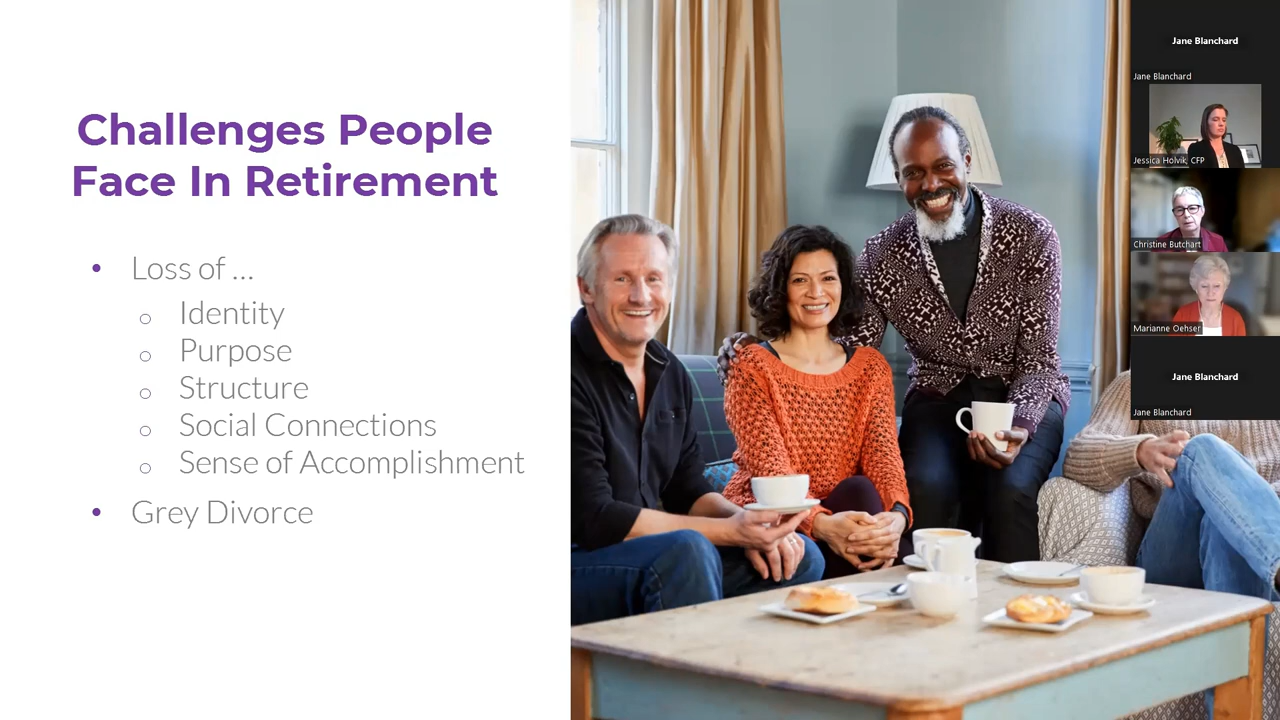 Challenges People
Face In Retirement
• Loss of ...
o Identity
o Purpose
o Structure
o Social Connections
o Sense of Accomplishment
• Grey Divorce
Jane Blanchard
Jane Blanchard
Jessica Holvik, CFP
Christine Butchart
Marianne Oehser
Jane Blanchard
Jane Blanchard